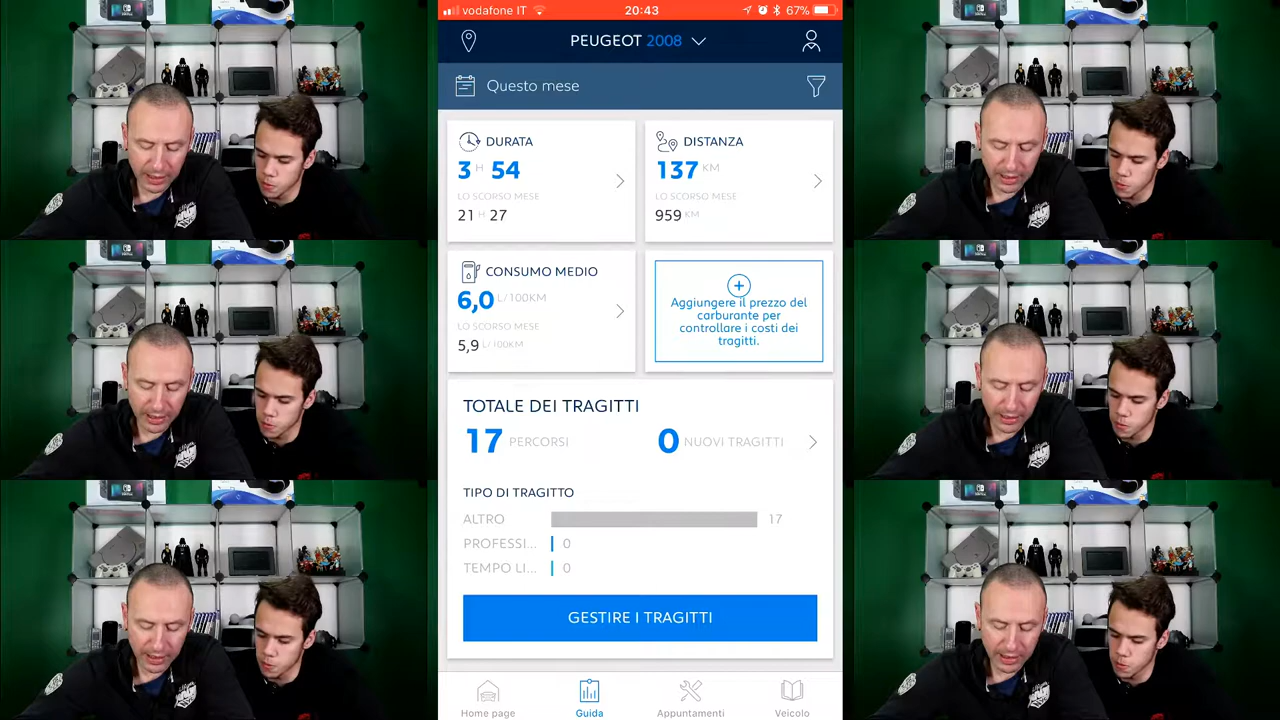 vodafone IT
20:43
67%
PEUGEOT 2008
Questo mese
DURATA
3 H 54
LO SCORSO MESE
21 H 27
DISTANZA
137 KM
LO SCORSO MESE
959 KM
CONSUMO MEDIO
6,0 L/100KM
LO SCORSO MESE
5,9 L/100KM
Aggiungere il prezzo del
carburante per
controllare i costi dei
tragitti.
TOTALE DEI TRAGITTI
17 PERCORSI
0 NUOVI TRAGITTI
TIPO DI TRAGITTO
ALTRO 17
PROFESSI... 0
TEMPO LI... 0
GESTIRE I TRAGITTI
Home page
Guida
Appuntamenti
Veicolo